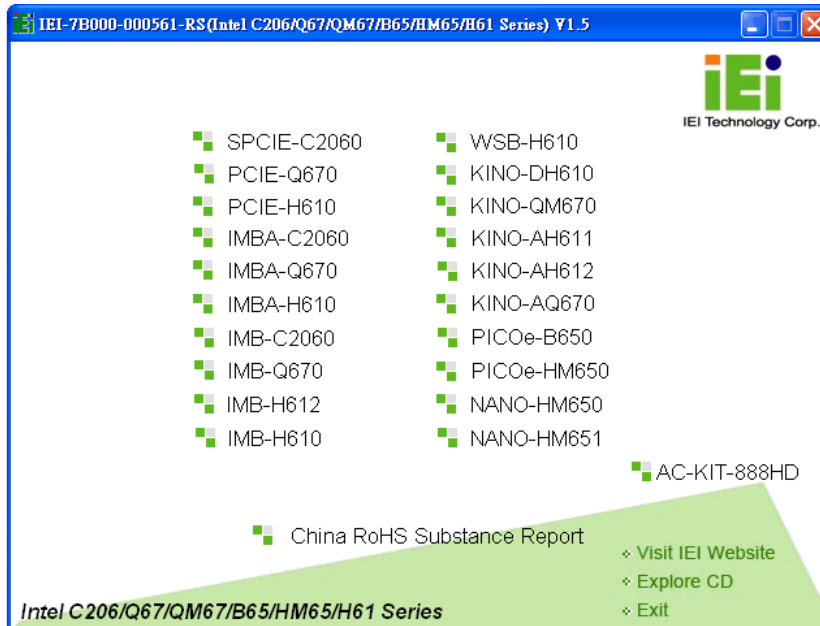 IEI-7B000-000561-RS(Intel C206/Q67/QM67/B65/HM65/H61 Series) V1.5
iEi
IEI Technology Corp.
SPCIE-C2060
PCIE-Q670
PCIE-H610
IMBA-C2060
IMBA-Q670
IMBA-H610
IMB-C2060
IMB-Q670
IMB-H612
IMB-H610
WSB-H610
KINO-DH610
KINO-QM670
KINO-AH611
KINO-AH612
KINO-AQ670
PICOe-B650
PICOe-HM650
NANO-HM650
NANO-HM651
AC-KIT-888HD
China RoHS Substance Report
Visit IEI Website
Explore CD
Exit
Intel C206/Q67/QM67/B65/HM65/H61 Series